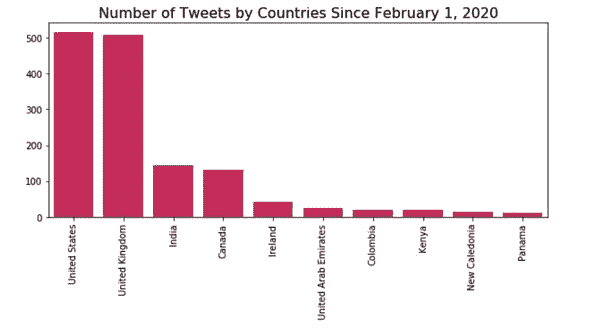 Number of Tweets by Countries Since February 1, 2020
500
400
300
200
100
0
United States
United Kingdom
India
Canada
Ireland
United Arab Emirates
Colombia
Kenya
New Caledonia
Panama